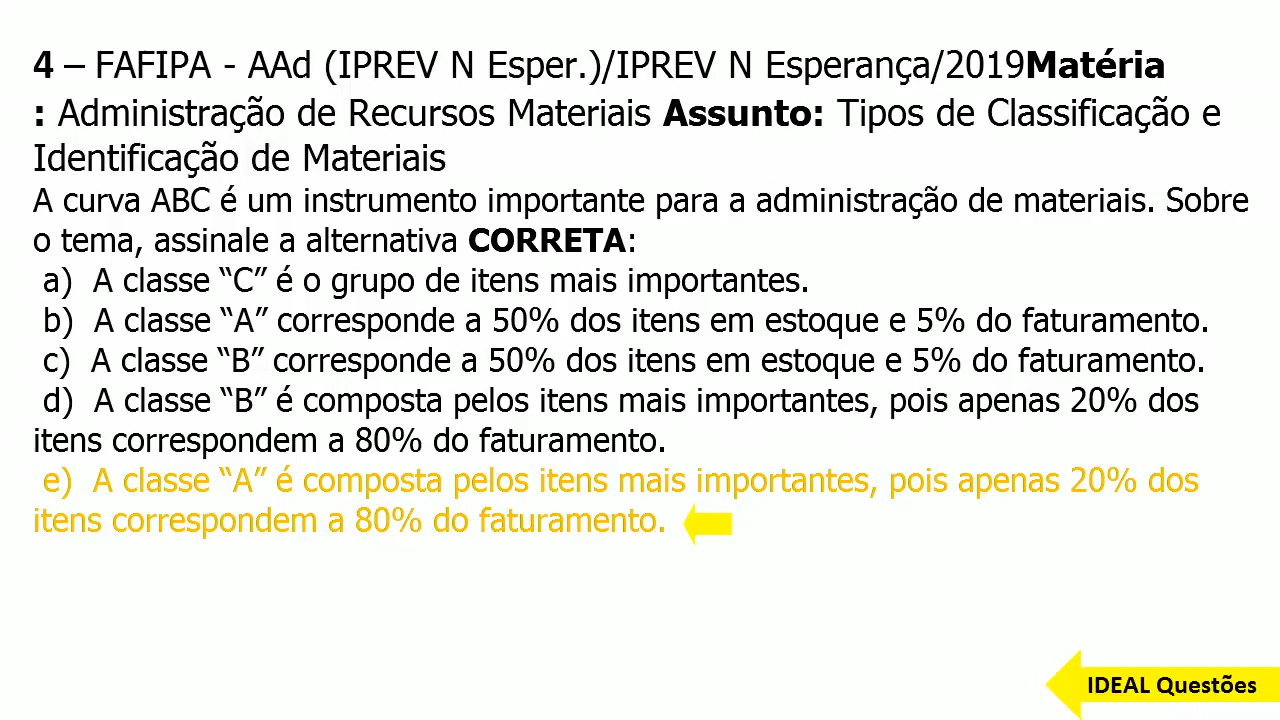 4 – FAFIPA - AAd (IPREV N Esper.)/IPREV N Esperança/2019Matéria
: Administração de Recursos Materiais Assunto: Tipos de Classificação e
Identificação de Materiais
A curva ABC é um instrumento importante para a administração de materiais. Sobre
o tema, assinale a alternativa CORRETA:
a) A classe “C” é o grupo de itens mais importantes.
b) A classe “A” corresponde a 50% dos itens em estoque e 5% do faturamento.
c) A classe “B” corresponde a 50% dos itens em estoque e 5% do faturamento.
d) A classe “B” é composta pelos itens mais importantes, pois apenas 20% dos
itens correspondem a 80% do faturamento.
e) A classe “A” é composta pelos itens mais importantes, pois apenas 20% dos
itens correspondem a 80% do faturamento.
IDEAL Questões